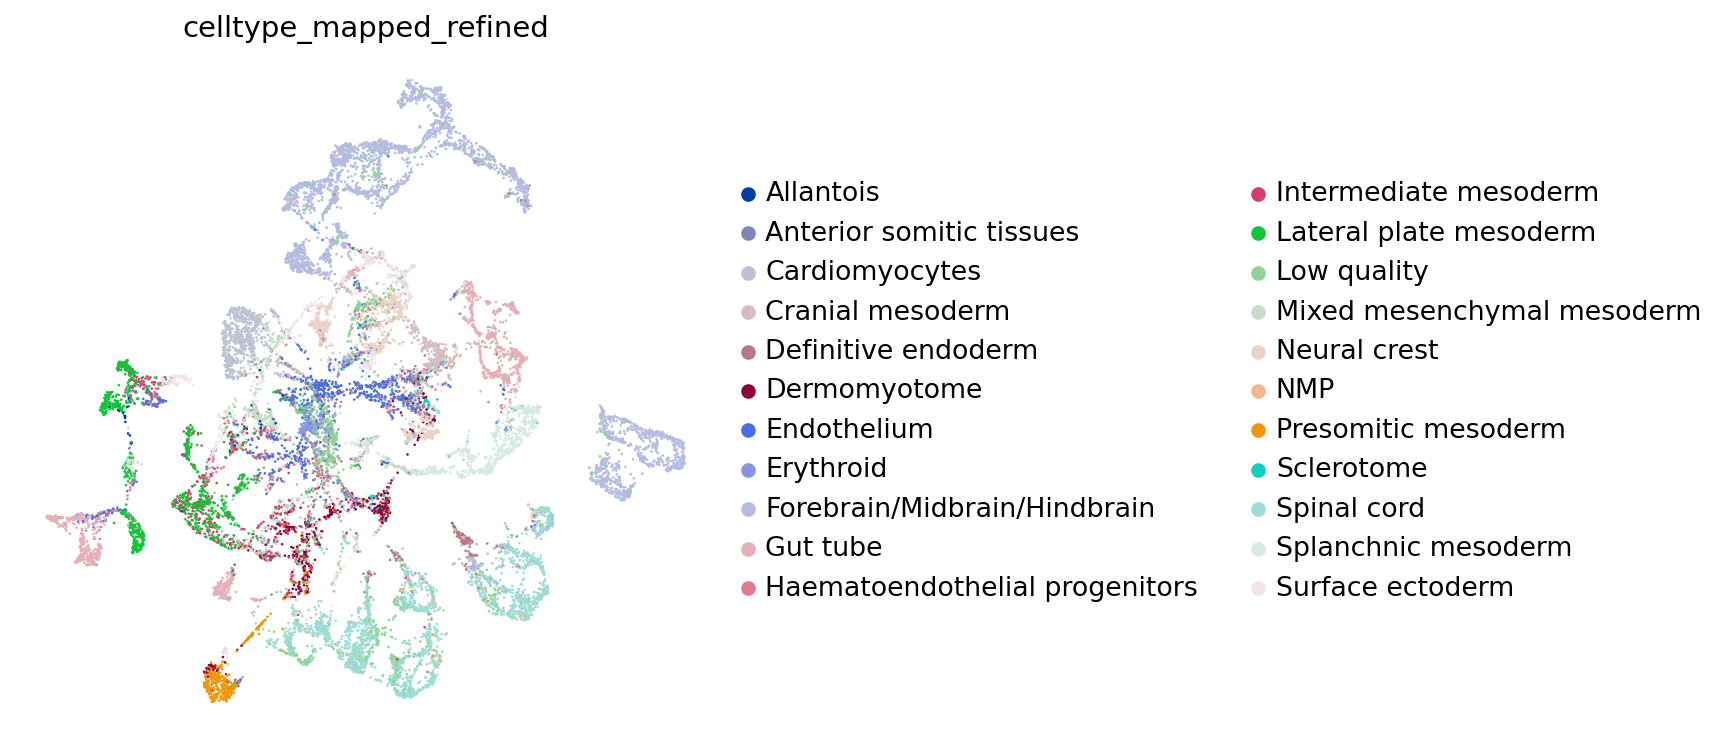 celltype_mapped_refined
Allantois
Anterior somitic tissues
Cardiomyocytes
Cranial mesoderm
Definitive endoderm
Dermomyotome
Endothelium
Erythroid
Forebrain/Midbrain/Hindbrain
Gut tube
Haematoendothelial progenitors
Intermediate mesoderm
Lateral plate mesoderm
Low quality
Mixed mesenchymal mesoderm
Neural crest
NMP
Presomitic mesoderm
Sclerotome
Spinal cord
Splanchnic mesoderm
Surface ectoderm